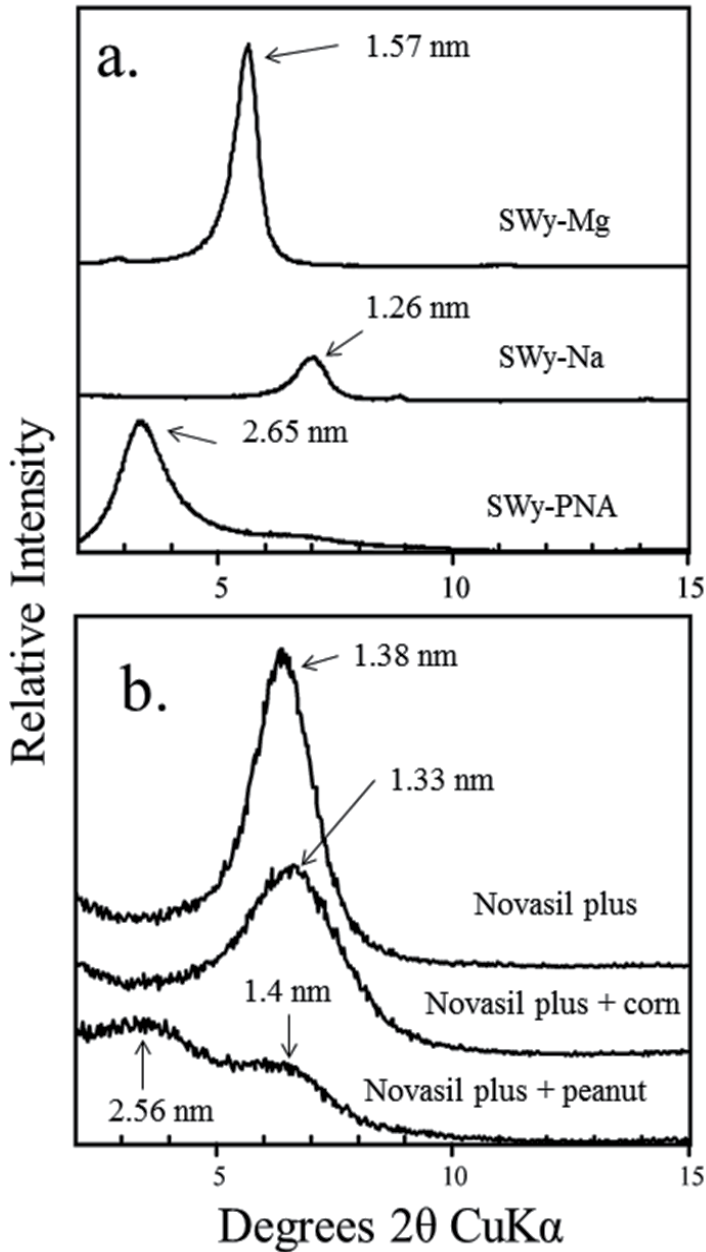 a.
1.57 nm
SWy-Mg
1.26 nm
SWy-Na
2.65 nm
SWy-PNA
5 10 15
Relative Intensity
b.
1.38 nm
1.33 nm
Novasil plus
1.4 nm
Novasil plus + corn
Novasil plus + peanut
2.56 nm
5 10 15
Degrees 2θ CuKα